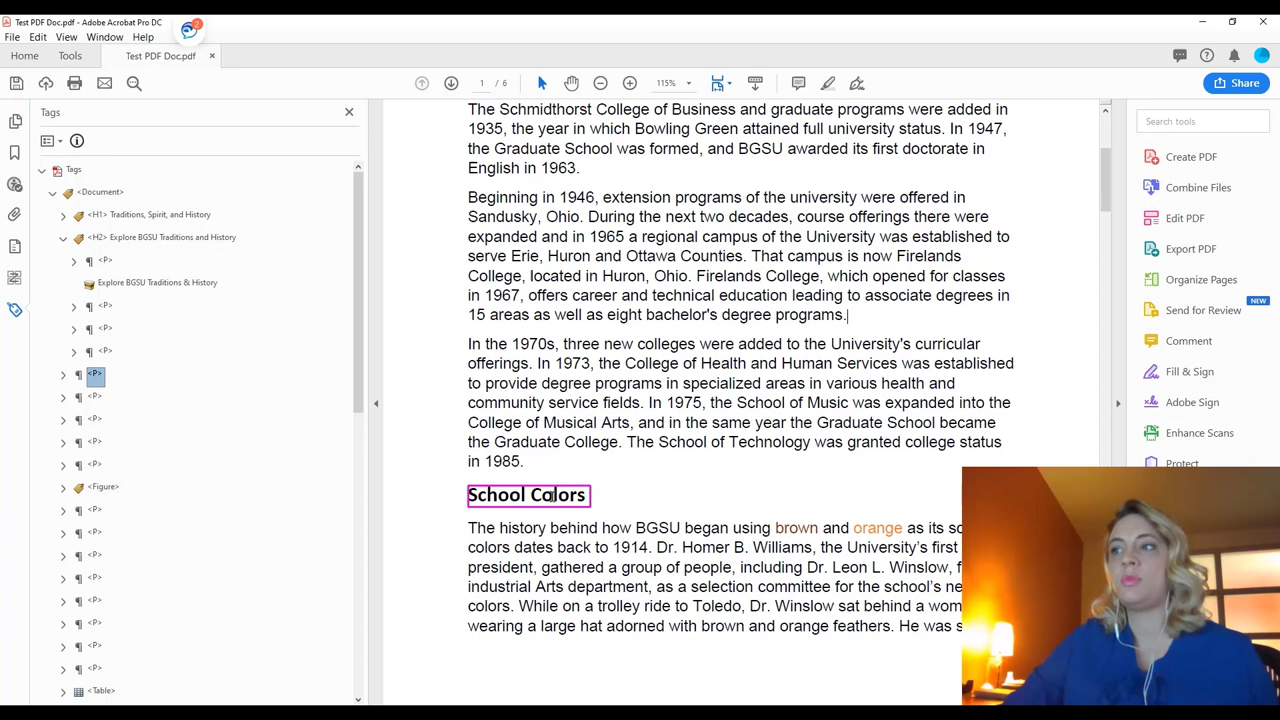 Test PDF Doc.pdf - Adobe Acrobat Pro DC
2
File Edit View Window Help
Home Tools Test PDF Doc.pdf
1 / 6 115% Share
Tags
Tags
<Document>
<H1> Traditions, Spirit, and History
<H2> Explore BGSU Traditions and History
<P>
Explore BGSU Traditions & History
<P>
<P>
<P>
<P>
<P>
<P>
<P>
<P>
<Figure>
<P>
<P>
<P>
<P>
<P>
<P>
<P>
<P>
<Table>
The Schmidthorst College of Business and graduate programs were added in
1935, the year in which Bowling Green attained full university status. In 1947,
the Graduate School was formed, and BGSU awarded its first doctorate in
English in 1963.
Beginning in 1946, extension programs of the university were offered in
Sandusky, Ohio. During the next two decades, course offerings there were
expanded and in 1965 a regional campus of the University was established to
serve Erie, Huron and Ottawa Counties. That campus is now Firelands
College, located in Huron, Ohio. Firelands College, which opened for classes
in 1967, offers career and technical education leading to associate degrees in
15 areas as well as eight bachelor's degree programs.
In the 1970s, three new colleges were added to the University's curricular
offerings. In 1973, the College of Health and Human Services was established
to provide degree programs in specialized areas in various health and
community service fields. In 1975, the School of Music was expanded into the
College of Musical Arts, and in the same year the Graduate School became
the Graduate College. The School of Technology was granted college status
in 1985.
School Colors
The history behind how BGSU began using brown and orange as its
colors dates back to 1914. Dr. Homer B. Williams, the University's first
president, gathered a group of people, including Dr. Leon L. Winslow,
industrial Arts department, as a selection committee for the school's
colors. While on a trolley ride to Toledo, Dr. Winslow sat behind a
wearing a large hat adorned with brown and orange feathers. He was
Search tools
Create PDF
Combine Files
Edit PDF
Export PDF
Organize Pages
NEW
Send for Review
Comment
Fill & Sign
Adobe Sign
Enhance Scans
Protect